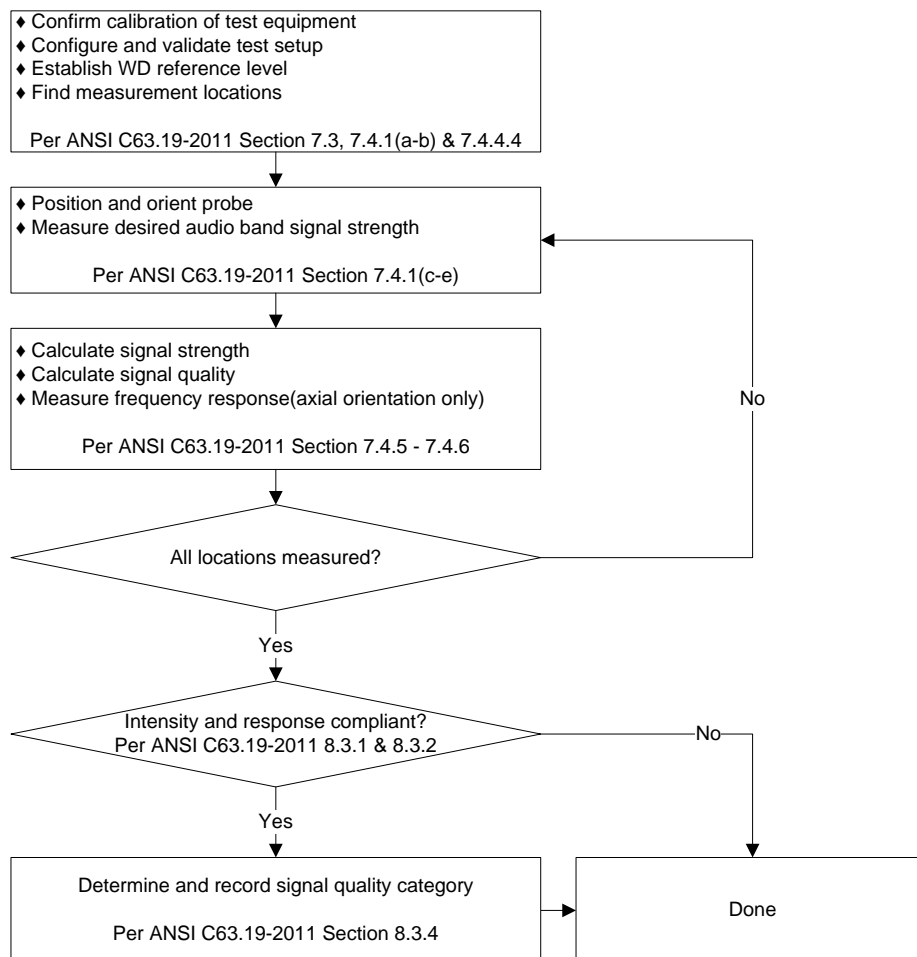 ♦ Confirm calibration of test equipment
♦ Configure and validate test setup
♦ Establish WD reference level
♦ Find measurement locations
Per ANSI C63.19-2011 Section 7.3, 7.4.1(a-b) & 7.4.4.4
♦ Position and orient probe
♦ Measure desired audio band signal strength
Per ANSI C63.19-2011 Section 7.4.1(c-e)
♦ Calculate signal strength
♦ Calculate signal quality
♦ Measure frequency response(axial orientation only)
Per ANSI C63.19-2011 Section 7.4.5 - 7.4.6
No
All locations measured?
Yes
Intensity and response compliant?
Per ANSI C63.19-2011 8.3.1 & 8.3.2
No
Yes
Determine and record signal quality category
Per ANSI C63.19-2011 Section 8.3.4
Done